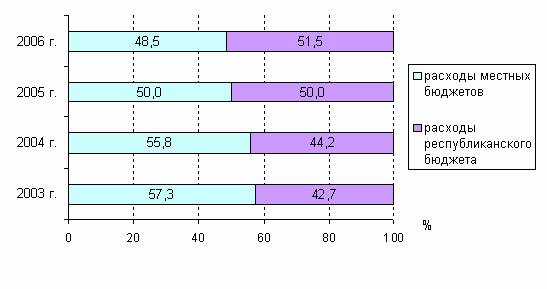 2006 г.
48,5 51,5
2005 г.
50,0 50,0
2004 г.
55,8 44,2
2003 г.
57,3 42,7
0 20 40 60 80 100
%
расходы местных
бюджетов
расходы
республиканского
бюджета